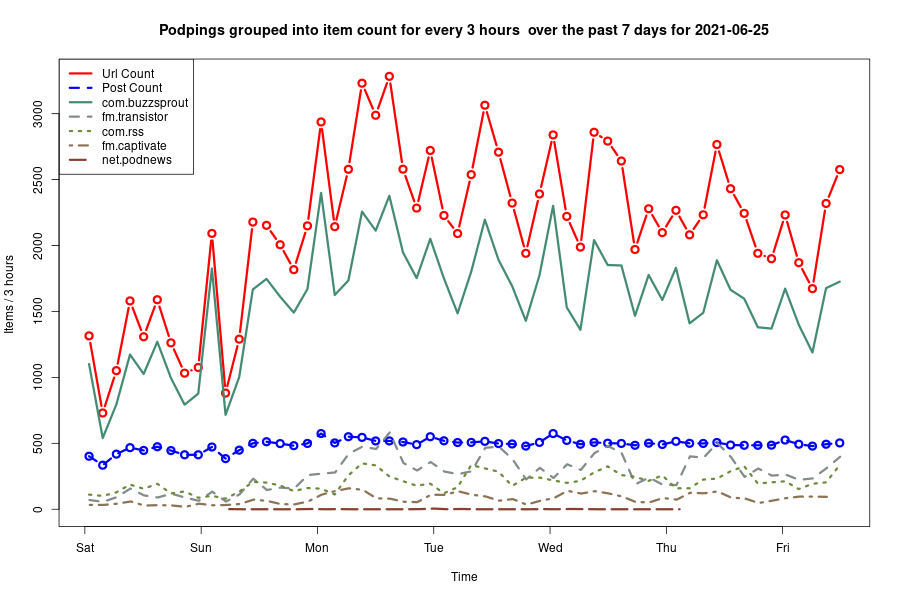 Podpings grouped into item count for every 3 hours  over the past 7 days for 2021-06-25
Url Count
Post Count
com.buzzsprout
fm.transistor
com.rss
fm.captivate
net.podnews
Items / 3 hours
3000
2500
2000
1500
1000
500
0
Sat Sun Mon Tue Wed Thu Fri
Time